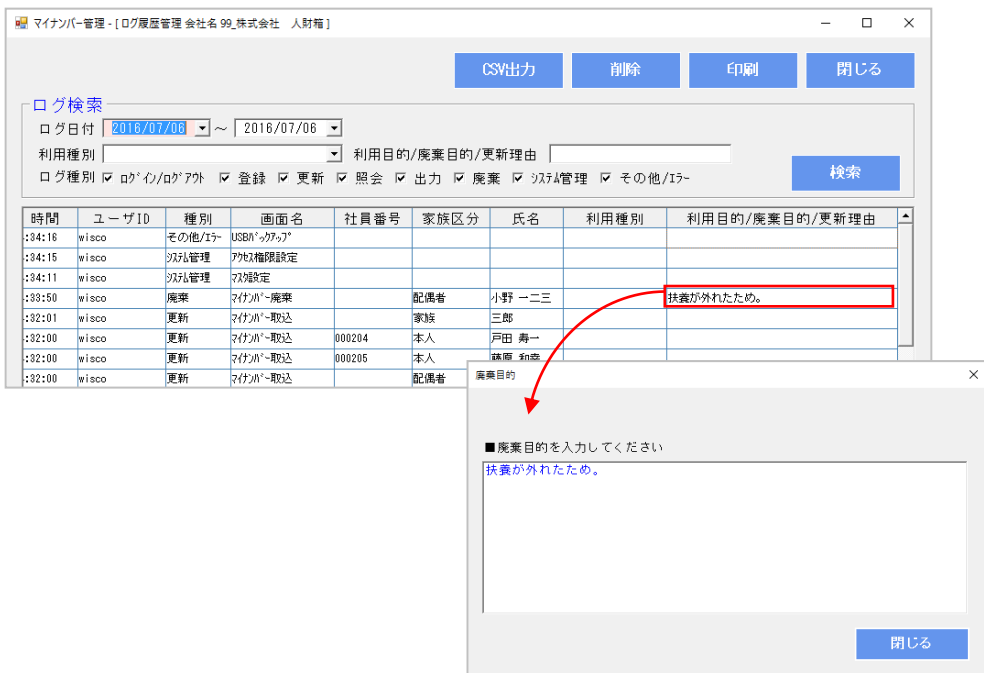 マイナンバー管理 - [ ログ履歴管理 会社名 99_株式会社　人財箱 ]
CSV出力 削除 印刷 閉じる
ログ検索
ログ日付 2016/07/06 ～ 2016/07/06
利用種別 利用目的/廃棄目的/更新理由
ログ種別 ﾛｸﾞｲﾝ/ﾛｸﾞｱｳﾄ 登録 更新 照会 出力 廃棄 ｼｽﾃﾑ管理 その他/ｴﾗｰ 検索
時間 ユーザID 種別 画面名 社員番号 家族区分 氏名 利用種別 利用目的/廃棄目的/更新理由
:34:16 wisco その他/ｴﾗｰ USBﾊﾞｯｸｱｯﾌﾟ
:34:15 wisco ｼｽﾃﾑ管理 ｱｸｾｽ権限設定
:34:11 wisco ｼｽﾃﾑ管理 ﾏｽﾀ設定
:33:50 wisco 廃棄 ﾏｲﾅﾝﾊﾞｰ廃棄 配偶者 小野 一二三 扶養が外れたため。
:32:01 wisco 更新 ﾏｲﾅﾝﾊﾞｰ取込 家族 三郎
:32:00 wisco 更新 ﾏｲﾅﾝﾊﾞｰ取込 000204 本人 戸田 寿一
:32:00 wisco 更新 ﾏｲﾅﾝﾊﾞｰ取込 000205 本人 藤原 和幸
:32:00 wisco 更新 ﾏｲﾅﾝﾊﾞｰ取込 配偶者
廃棄目的
■廃棄目的を入力してください
扶養が外れたため。
閉じる